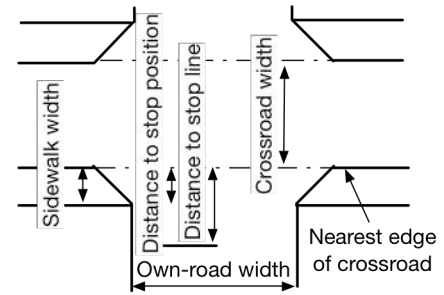 Sidewalk width
Distance to stop position
Distance to stop line
Crossroad width
Nearest edge
of crossroad
Own-road width